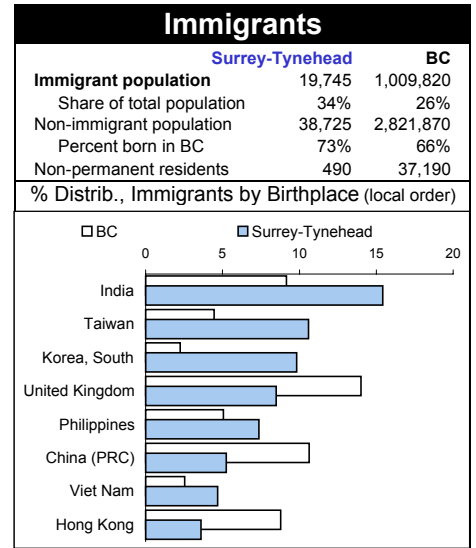 Immigrants
Surrey-Tynehead BC
Immigrant population 19,745 1,009,820
Share of total population 34% 26%
Non-immigrant population 38,725 2,821,870
Percent born in BC 73% 66%
Non-permanent residents 490 37,190
% Distrib., Immigrants by Birthplace (local order)
BC Surrey-Tynehead
0 5 10 15 20
India
Taiwan
Korea, South
United Kingdom
Philippines
China (PRC)
Viet Nam
Hong Kong